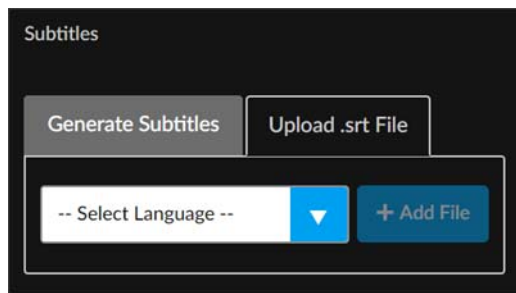 Subtitles
Generate Subtitles
Upload .srt File
-- Select Language --
+ Add File